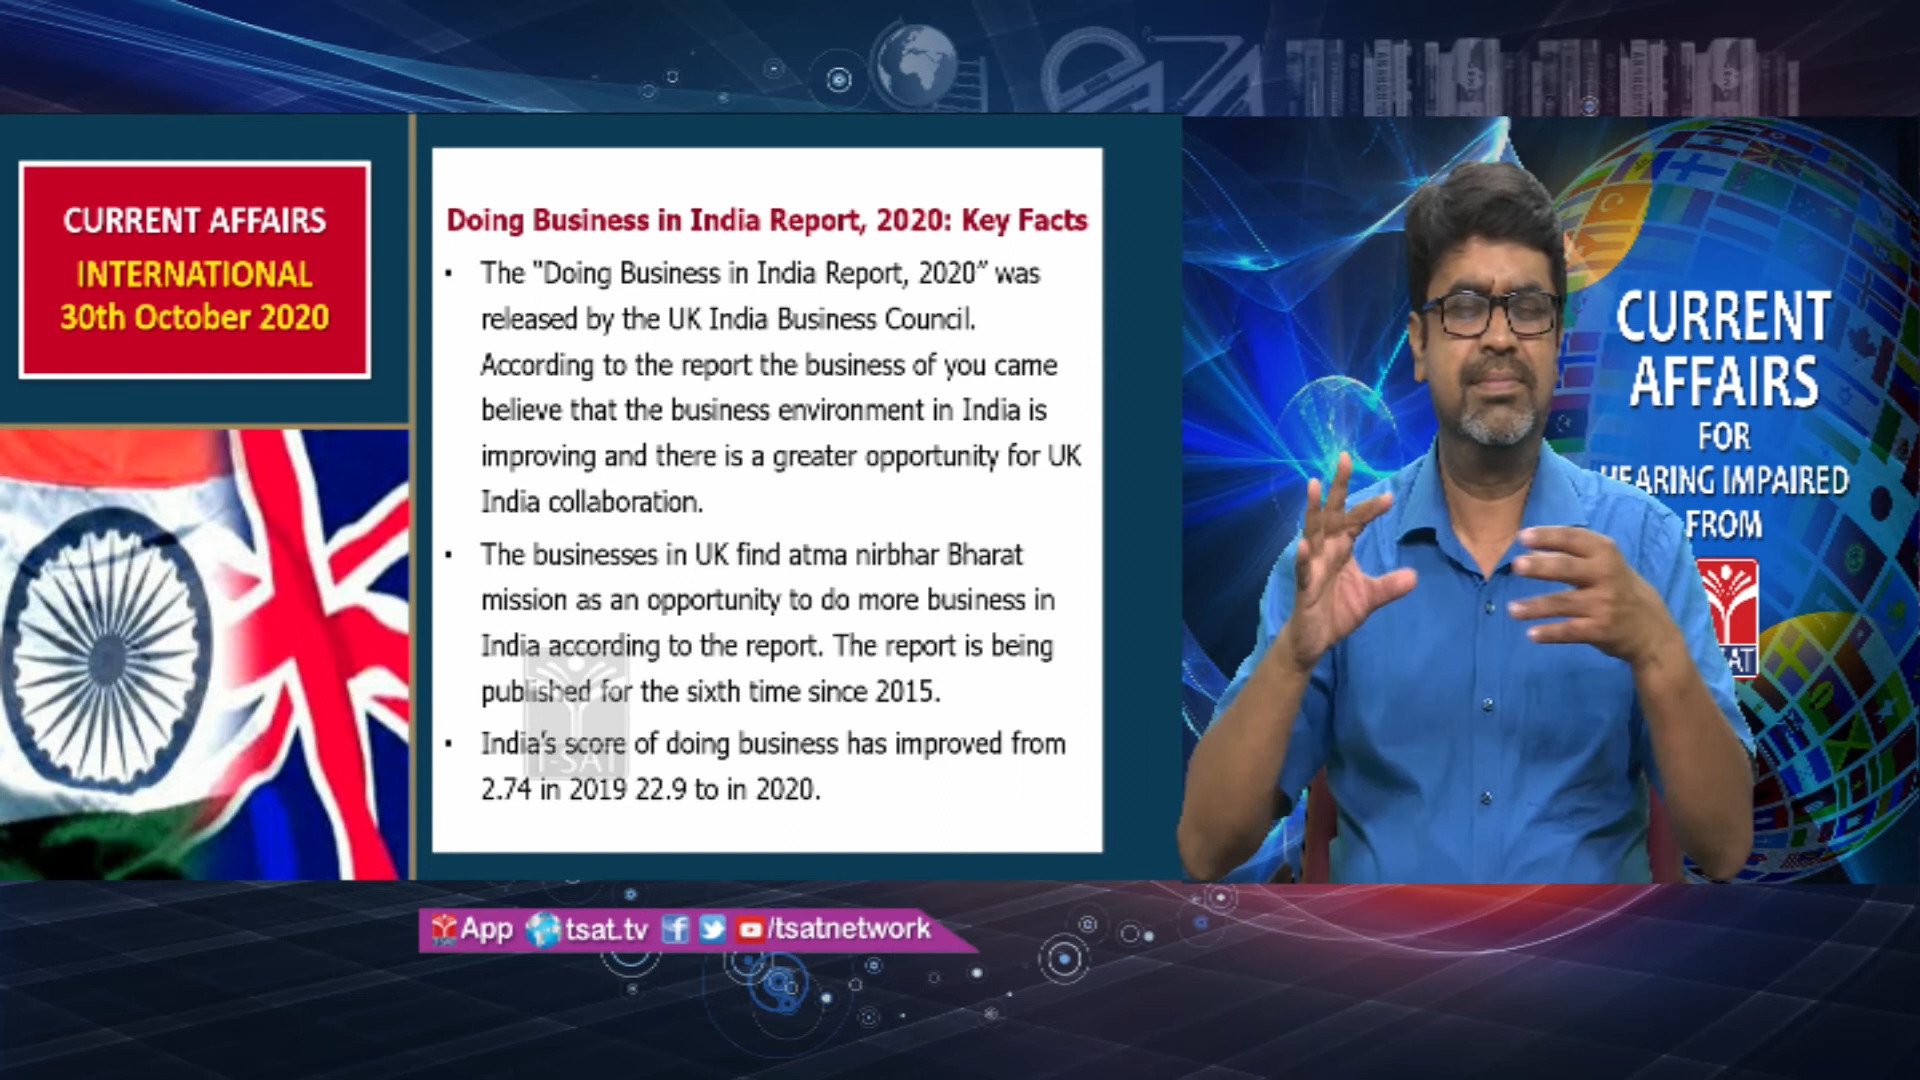 CURRENT AFFAIRS
INTERNATIONAL
30th October 2020
Doing Business in India Report, 2020: Key Facts
▪ The "Doing Business in India Report, 2020” was
released by the UK India Business Council.
According to the report the business of you came
believe that the business environment in India is
improving and there is a greater opportunity for UK
India collaboration.
▪ The businesses in UK find atma nirbhar Bharat
mission as an opportunity to do more business in
India according to the report. The report is being
published for the sixth time since 2015.
▪ India’s score of doing business has improved from
2.74 in 2019 22.9 to in 2020.
T-SAT
CURRENT
AFFAIRS
FOR
HEARING IMPAIRED
FROM
SAT
App tsat.tv /tsatnetwork